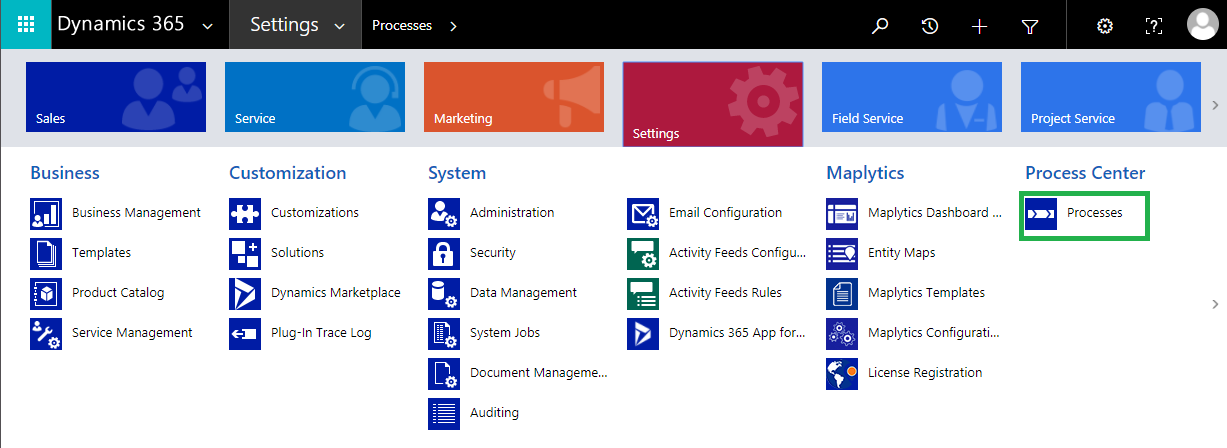 Dynamics 365
Settings
Processes
Sales
Service
Marketing
Settings
Field Service
Project Service
Business
Business Management
Templates
Product Catalog
Service Management
Customization
Customizations
Solutions
Dynamics Marketplace
Plug-In Trace Log
System
Administration
Security
Data Management
System Jobs
Document Manageme...
Auditing
Email Configuration
Activity Feeds Configu...
Activity Feeds Rules
Dynamics 365 App for...
Maplytics
Maplytics Dashboard ...
Entity Maps
Maplytics Templates
Maplytics Configurati...
License Registration
Process Center
Processes